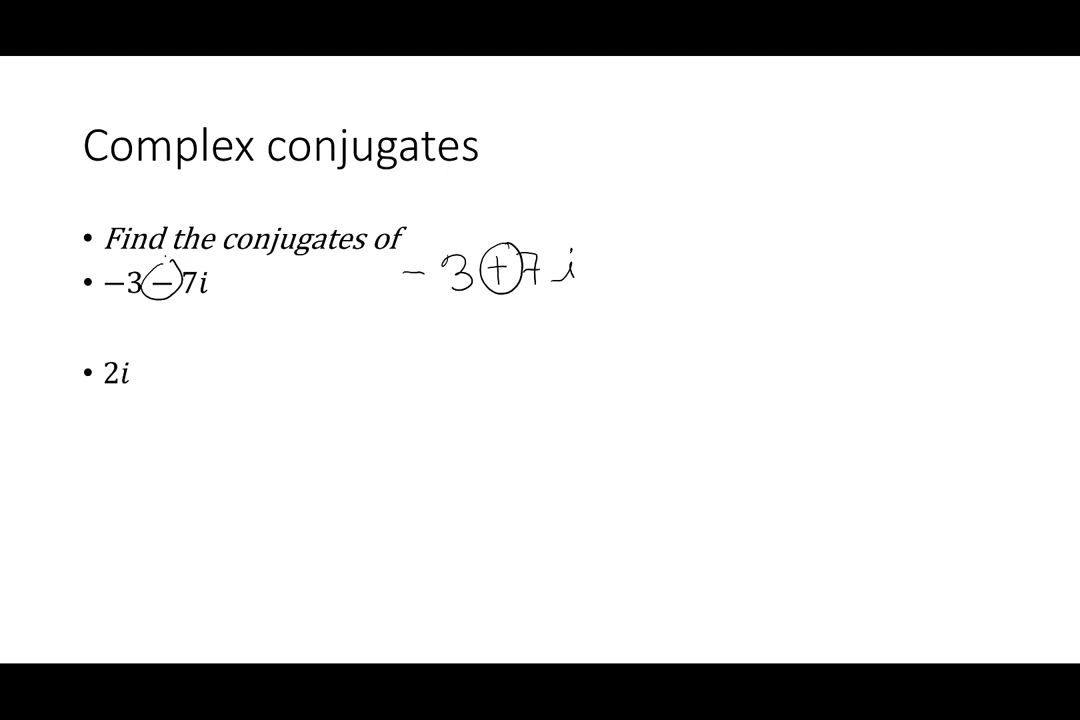 Complex conjugates
• Find the conjugates of
• −3−7i
− 3+7i
• 2i